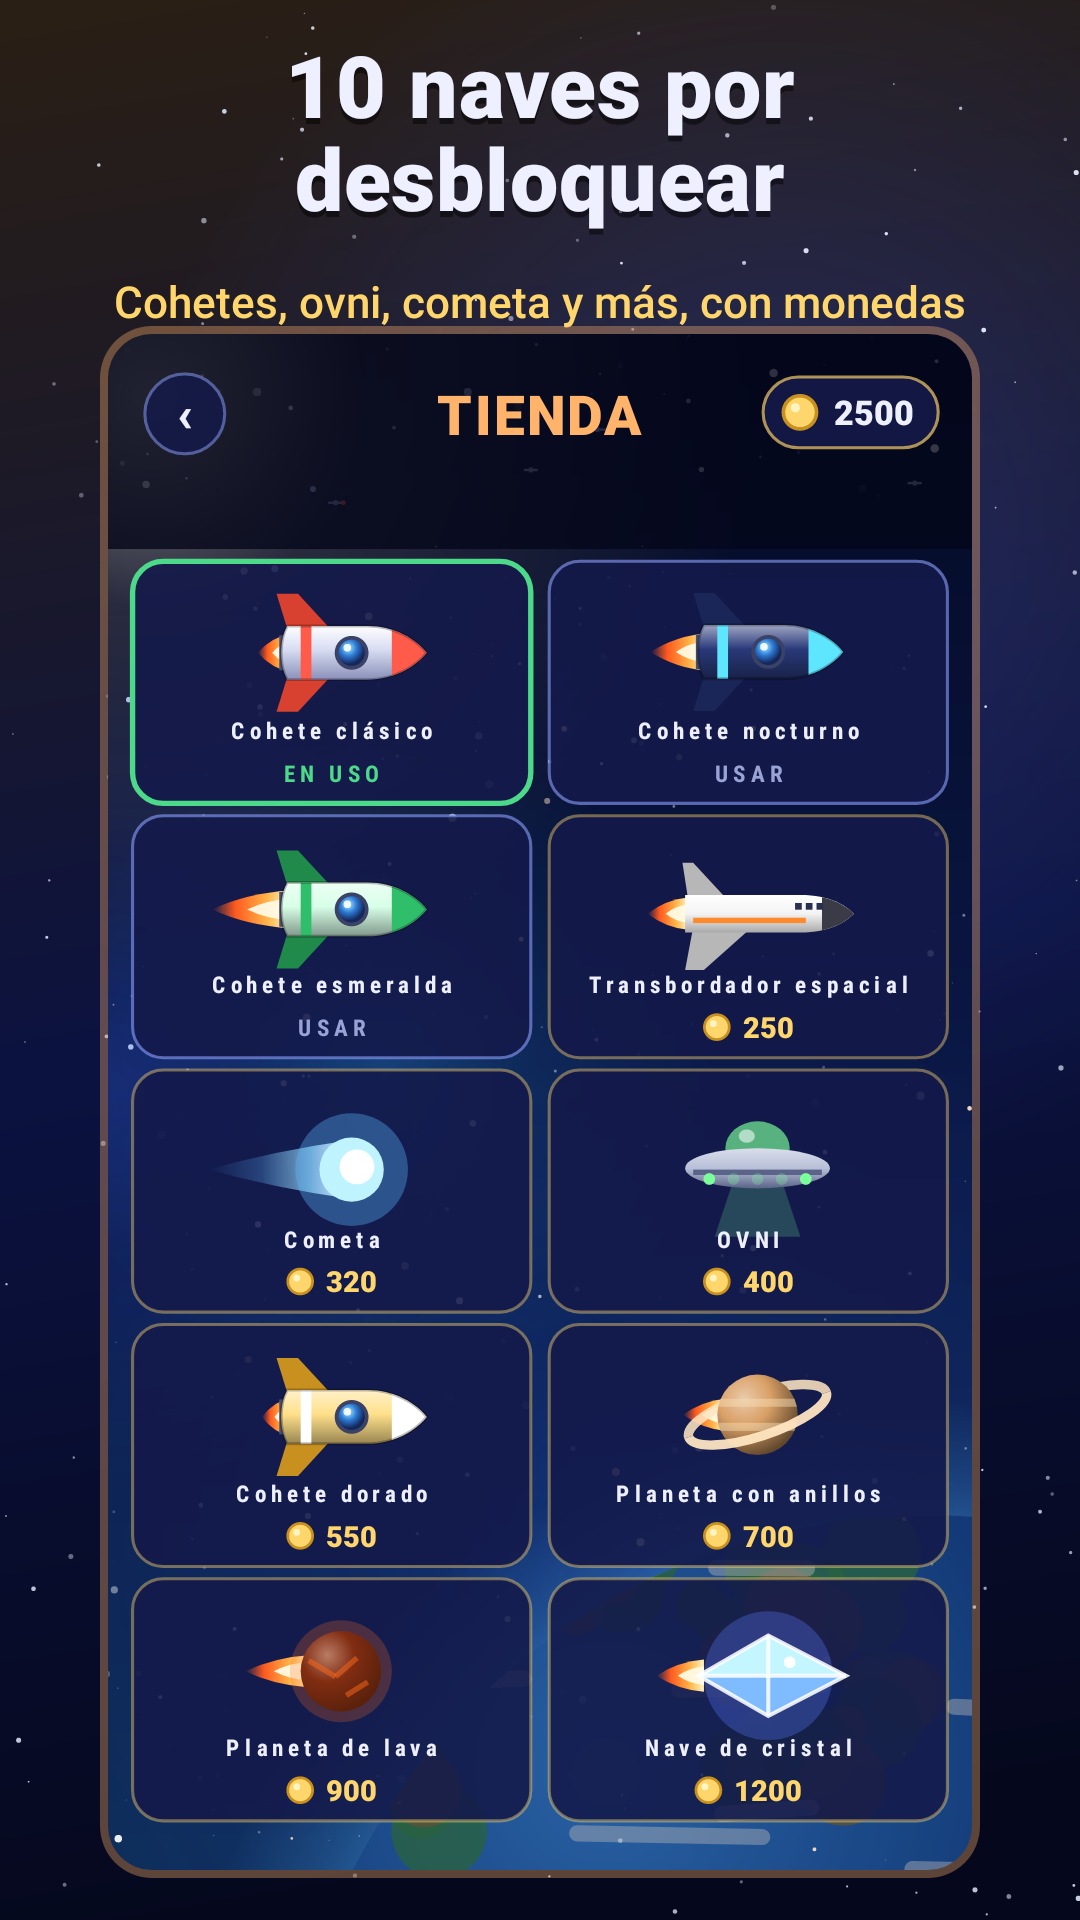 10 naves por
desbloquear
Cohetes, ovni, cometa y más, con monedas
‹
TIENDA
2500
Cohete clásico
EN USO
Cohete nocturno
USAR
Cohete esmeralda
USAR
Transbordador espacial
250
Cometa
320
OVNI
400
Cohete dorado
550
Planeta con anillos
700
Planeta de lava
900
Nave de cristal
1200